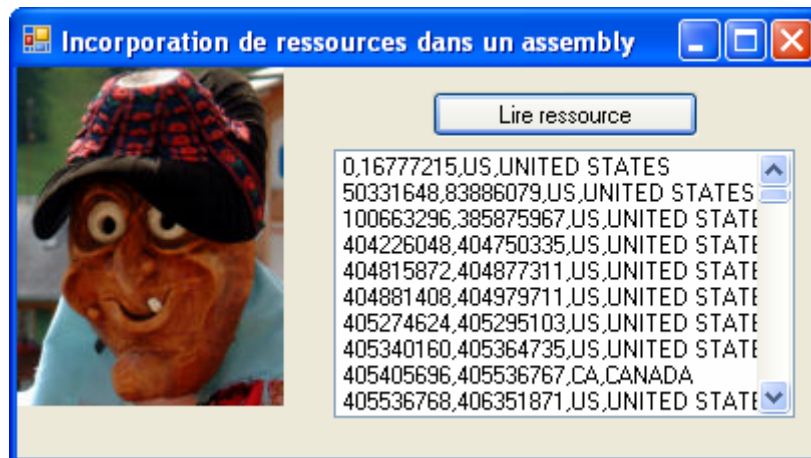 Incorporation de ressources dans un assembly
Lire ressource
0,16777215,US,UNITED STATES
50331648,83886079,US,UNITED STATES
100663296,385875967,US,UNITED STATE
404226048,404750335,US,UNITED STATE
404815872,404877311,US,UNITED STATE
404881408,404979711,US,UNITED STATE
405274624,405295103,US,UNITED STATE
405340160,405364735,US,UNITED STATE
405405696,405536767,CA,CANADA
405536768,406351871,US,UNITED STATE